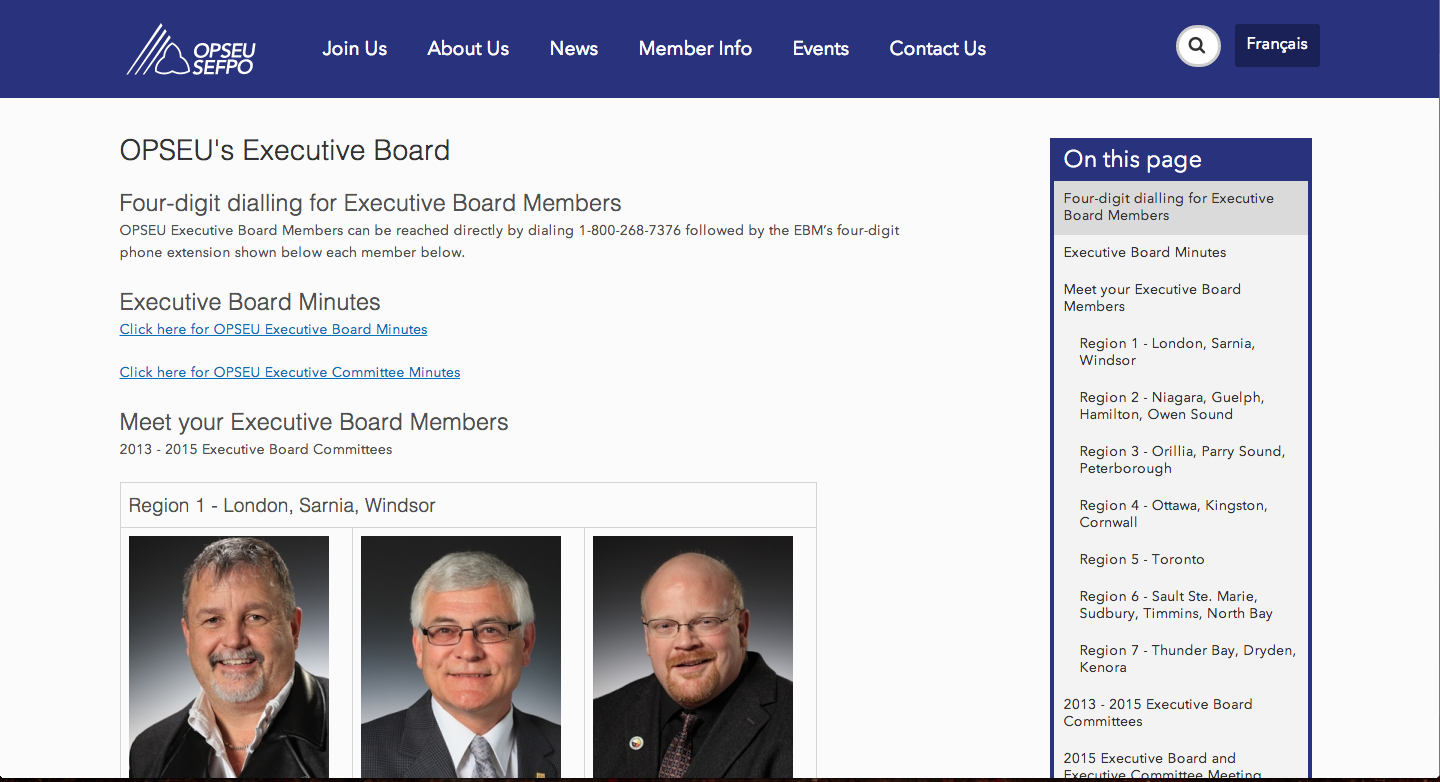 OPSEU
SEFPO
Join Us
About Us
News
Member Info
Events
Contact Us
Français
OPSEU's Executive Board
Four-digit dialling for Executive Board Members
OPSEU Executive Board Members can be reached directly by dialing 1-800-268-7376 followed by the EBM’s four-digit
phone extension shown below each member below.
Executive Board Minutes
Click here for OPSEU Executive Board Minutes
Click here for OPSEU Executive Committee Minutes
Meet your Executive Board Members
2013 - 2015 Executive Board Committees
Region 1 - London, Sarnia, Windsor
On this page
Four-digit dialling for Executive
Board Members
Executive Board Minutes
Meet your Executive Board
Members
Region 1 - London, Sarnia,
Windsor
Region 2 - Niagara, Guelph,
Hamilton, Owen Sound
Region 3 - Orillia, Parry Sound,
Peterborough
Region 4 - Ottawa, Kingston,
Cornwall
Region 5 - Toronto
Region 6 - Sault Ste. Marie,
Sudbury, Timmins, North Bay
Region 7 - Thunder Bay, Dryden,
Kenora
2013 - 2015 Executive Board
Committees
2015 Executive Board and
Executive Committee Meeting